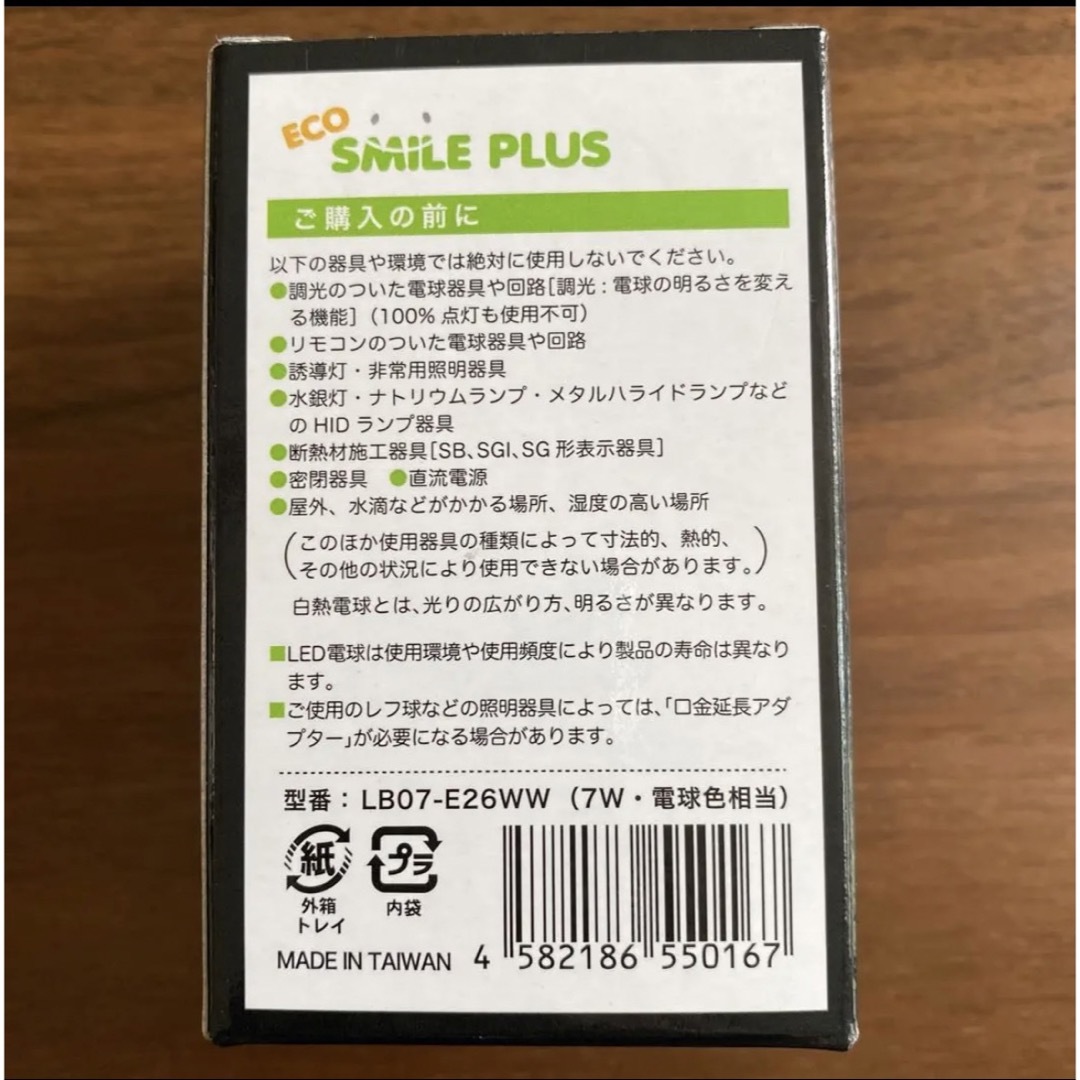 ECO
SMILE PLUS
ご購入の前に
以下の器具や環境では絶対に使用しないでください。
●調光のついた電球器具や回路[調光:電球の明るさを変え
る機能](100%点灯も使用不可)
●リモコンのついた電球器具や回路
●誘導灯・非常用照明器具
●水銀灯・ナトリウムランプ・メタルハライドランプなど
のHIDランプ器具
●断熱材施工器具[SB、SGI、SG形表示器具]
●密閉器具 ●直流電源
●屋外、水滴などがかかる場所、湿度の高い場所
(このほか使用器具の種類によって寸法的、熱的、
その他の状況により使用できない場合があります。)
白熱電球とは、光りの広がり方、明るさが異なります。
■LED電球は使用環境や使用頻度により製品の寿命は異なり
ます。
■ご使用のレフ球などの照明器具によっては、「口金延長アダ
プター」が必要になる場合があります。
型番：LB07-E26WW (7W・電球色相当)
紙
プラ
外箱
トレイ
内袋
MADE IN TAIWAN
4 582186 550167